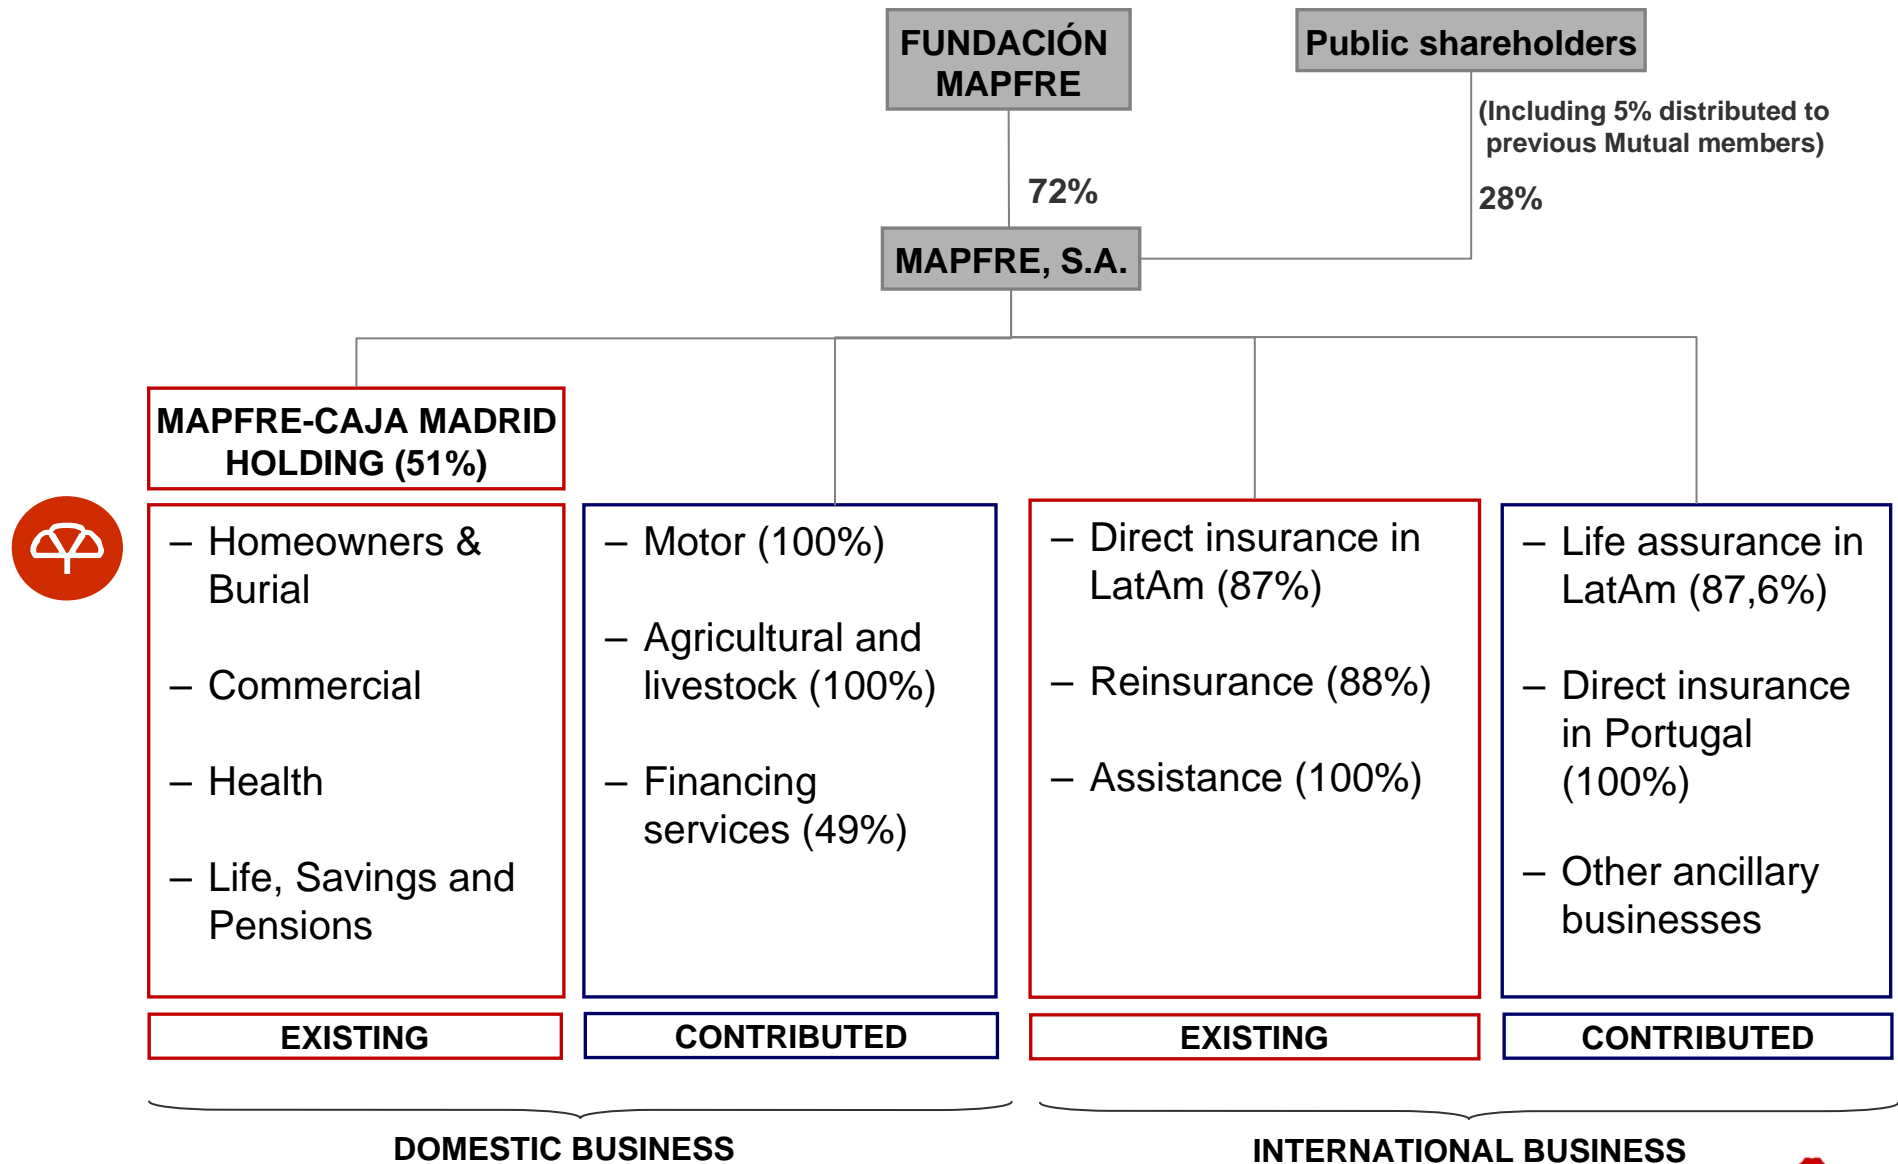 FUNDACIÓN
MAPFRE
Public shareholders
(Including 5% distributed to
previous Mutual members)
72%
28%
MAPFRE, S.A.
MAPFRE-CAJA MADRID
HOLDING (51%)
– Homeowners &
Burial
– Commercial
– Health
– Life, Savings and
Pensions
– Motor (100%)
– Agricultural and
livestock (100%)
– Financing
services (49%)
– Direct insurance in
LatAm (87%)
– Reinsurance (88%)
– Assistance (100%)
– Life assurance in
LatAm (87,6%)
– Direct insurance
in Portugal
(100%)
– Other ancillary
businesses
EXISTING
CONTRIBUTED
EXISTING
CONTRIBUTED
DOMESTIC BUSINESS
INTERNATIONAL BUSINESS